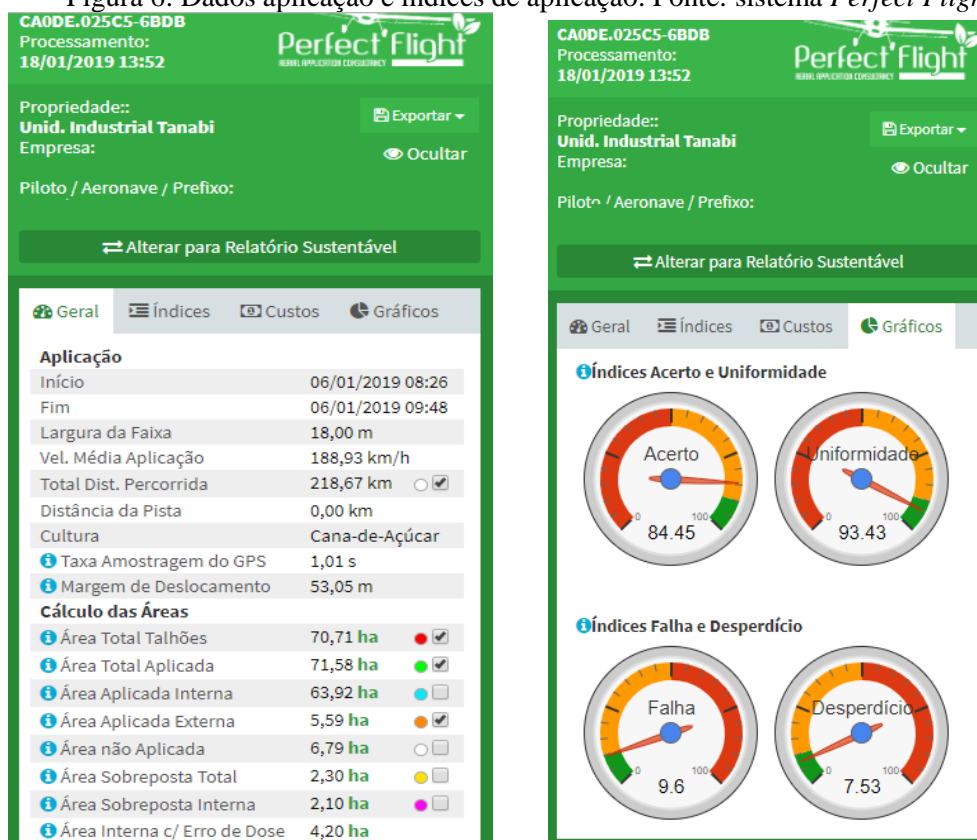 Figura 6: Dados aplicação e índices de aplicação. Fonte: sistema Perfect Fligh
CA0DE.025C5-6BDB
Processamento:
18/01/2019 13:52
Perfect Flight
AERIAL APPLICATION CONSULTANCY
Propriedade::
Unid. Industrial Tanabi
Exportar
Empresa:
Ocultar
Piloto / Aeronave / Prefixo:
Alterar para Relatório Sustentável
Geral Índices Custos Gráficos
Aplicação
Início 06/01/2019 08:26
Fim 06/01/2019 09:48
Largura da Faixa 18,00 m
Vel. Média Aplicação 188,93 km/h
Total Dist. Percorrida 218,67 km
Distância da Pista 0,00 km
Cultura Cana-de-Açúcar
Taxa Amostragem do GPS 1,01 s
Margem de Deslocamento 53,05 m
Cálculo das Áreas
Área Total Talhões 70,71 ha
Área Total Aplicada 71,58 ha
Área Aplicada Interna 63,92 ha
Área Aplicada Externa 5,59 ha
Área não Aplicada 6,79 ha
Área Sobreposta Total 2,30 ha
Área Sobreposta Interna 2,10 ha
Área Interna c/ Erro de Dose 4,20 ha
CA0DE.025C5-6BDB
Processamento:
18/01/2019 13:52
Perfect Flight
AERIAL APPLICATION CONSULTANCY
Propriedade::
Unid. Industrial Tanabi
Exportar
Empresa:
Ocultar
Piloto / Aeronave / Prefixo:
Alterar para Relatório Sustentável
Geral Índices Custos Gráficos
Índices Acerto e Uniformidade
Acerto
0 100
84.45
Uniformidade
0 100
93.43
Índices Falha e Desperdício
Falha
0 100
9.6
Desperdício
0 100
7.53